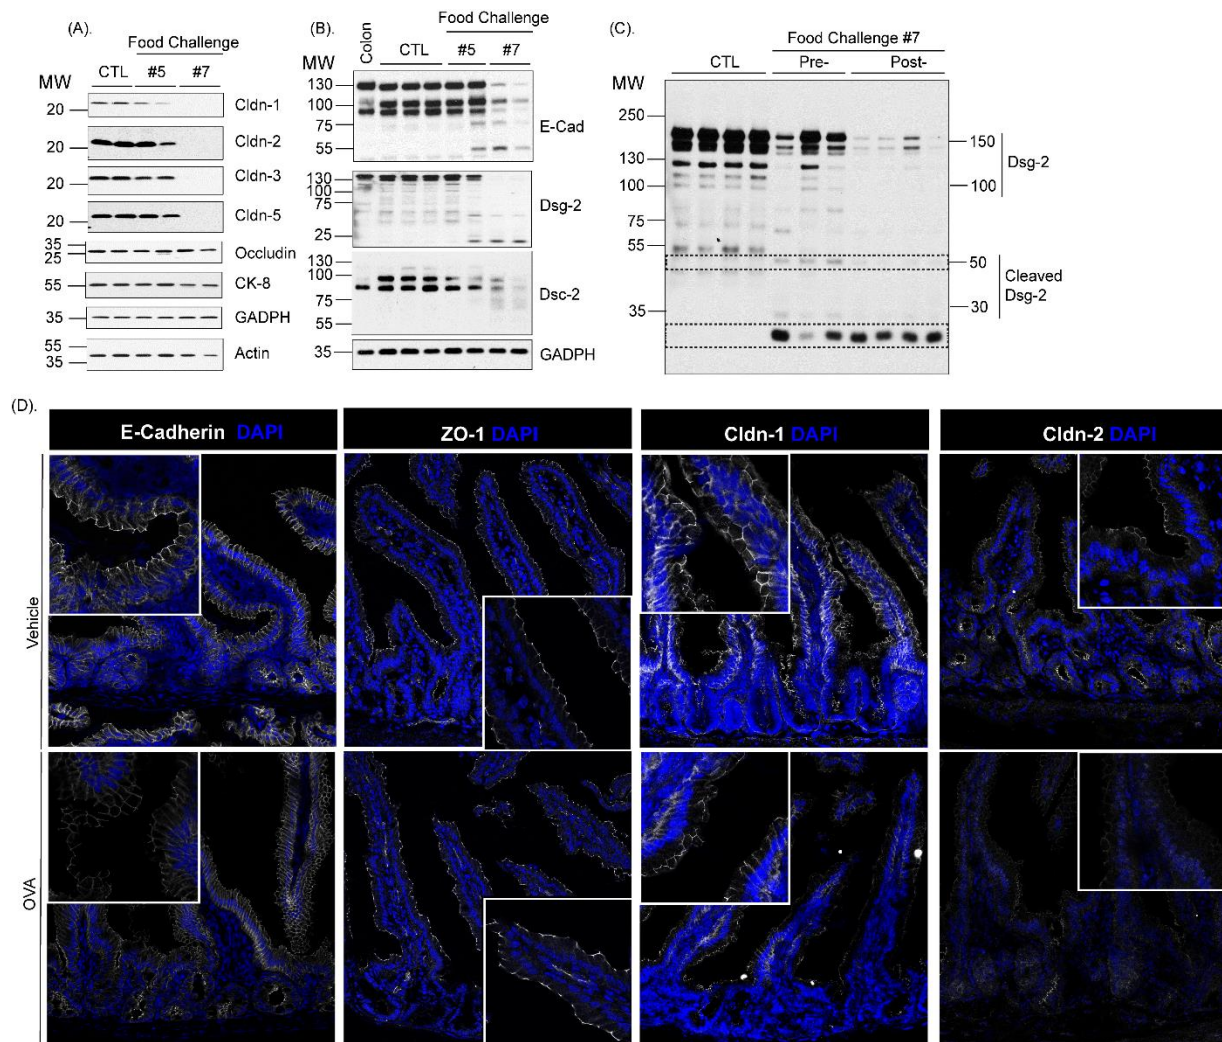 (A).
Food Challenge
MW CTL #5 #7
20 Cldn-1
20 Cldn-2
20 Cldn-3
20 Cldn-5
35
25 Occludin
55 CK-8
35 GADPH
55
35 Actin
(B).
Food Challenge
MW Colon CTL #5 #7
130
100
75
55
E-Cad
130
100
75
25
Dsg-2
130
100
75
55
Dsc-2
35 GADPH
(C).
Food Challenge #7
MW CTL Pre- Post-
250
130
100
75
55
35
150
100
Dsg-2
50
30
Cleaved
Dsg-2
(D).
E-Cadherin DAPI
ZO-1 DAPI
Cldn-1 DAPI
Cldn-2 DAPI
Vehicle
OVA